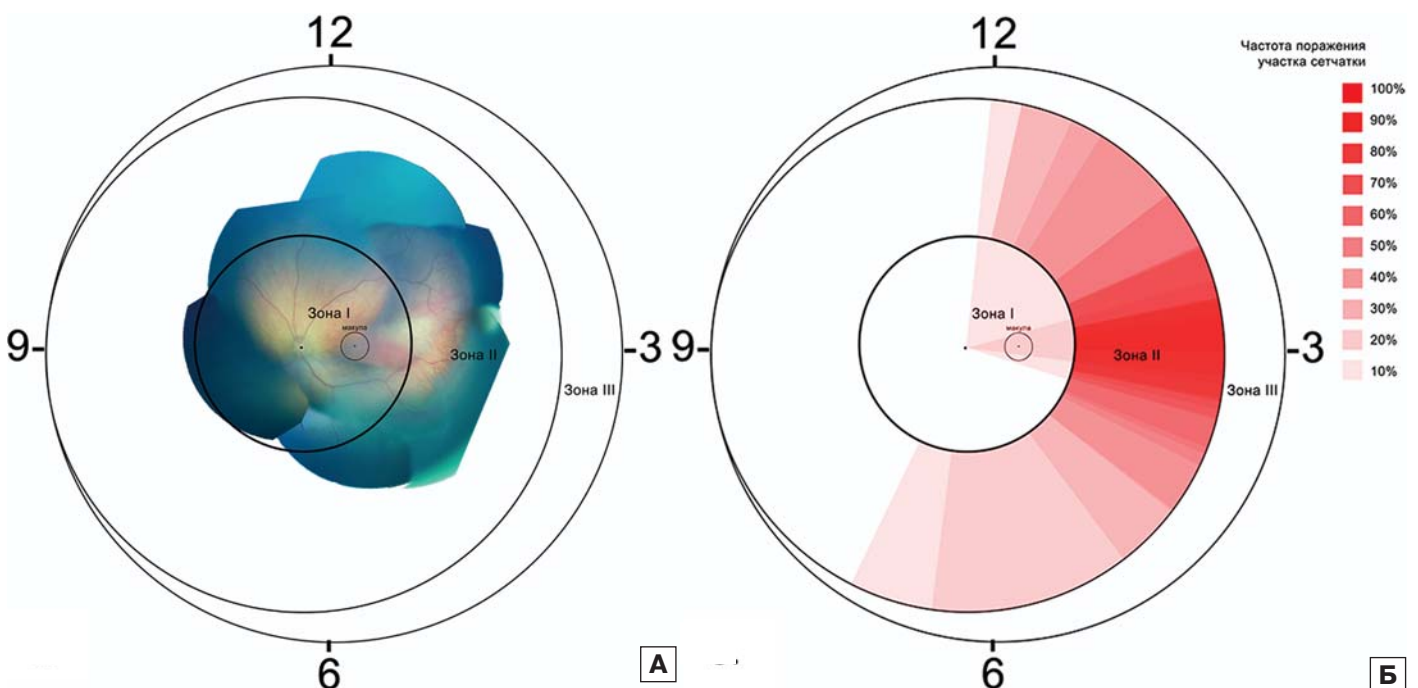 12
Зона I
макула
9
Зона II
3
Зона III
6
А
12
Частота поражения
участка сетчатки
100%
90%
80%
70%
60%
50%
40%
30%
20%
10%
Зона I
макула
9
Зона II
3
Зона III
6
Б